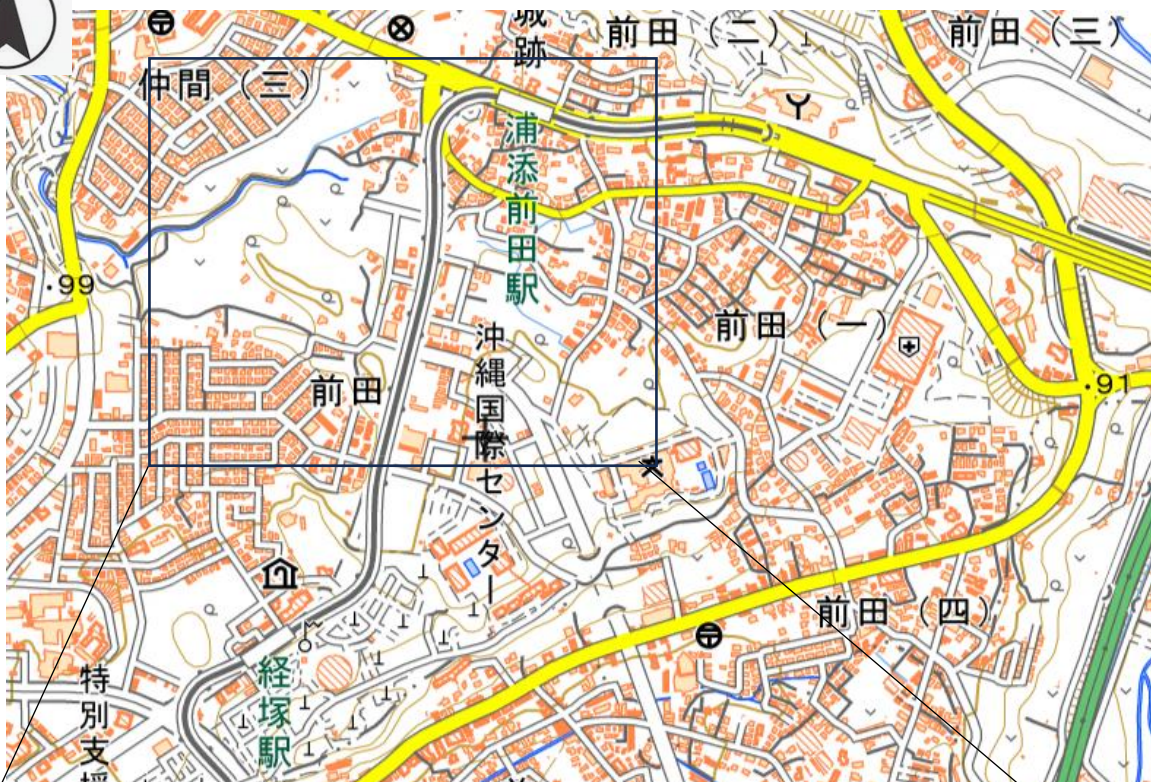 城跡
前田（二）
前田（三）
仲間（三）
浦添前田駅
・99
前田（一）
沖縄国際センター
前田
・91
前田（四）
経塚駅
特別支援